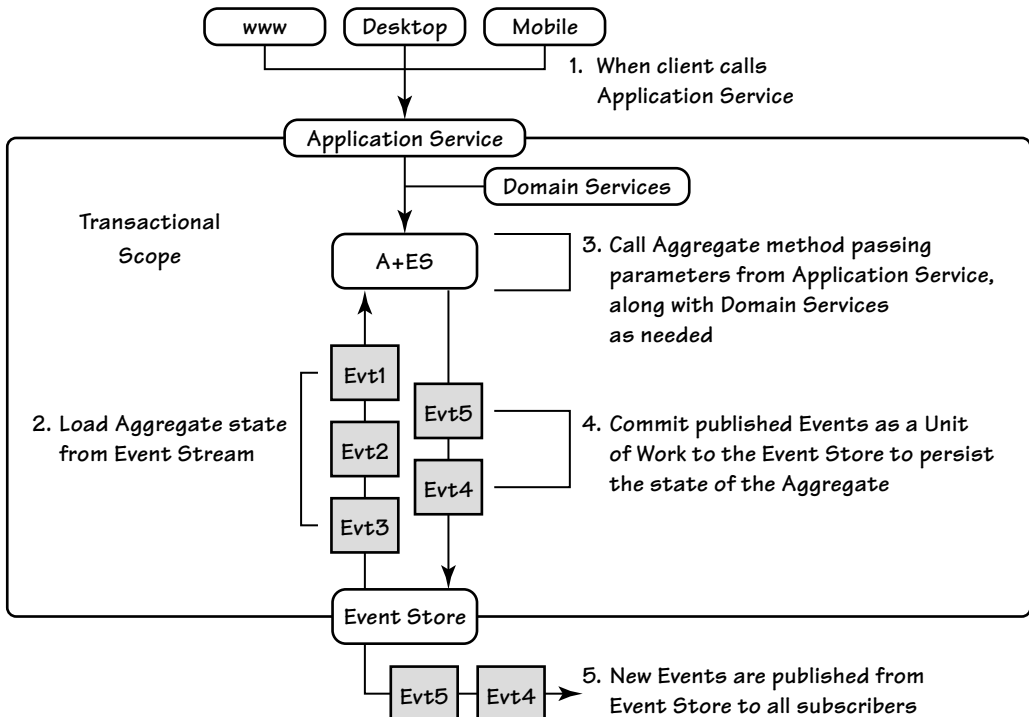 www
Desktop
Mobile
1. When client calls
Application Service
Application Service
Domain Services
Transactional
Scope
A+ES
3. Call Aggregate method passing
parameters from Application Service,
along with Domain Services
as needed
Evt1
2. Load Aggregate state
from Event Stream
Evt2
Evt3
Evt5
Evt4
4. Commit published Events as a Unit
of Work to the Event Store to persist
the state of the Aggregate
Event Store
Evt5
Evt4
5. New Events are published from
Event Store to all subscribers